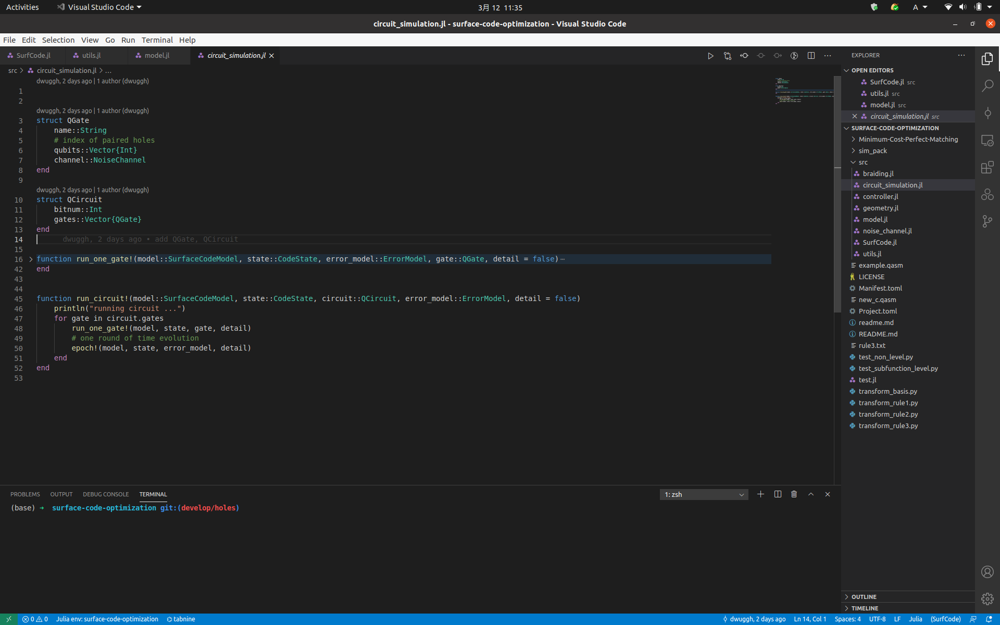 Activities Visual Studio Code 3月 12 11:35 A
circuit_simulation.jl - surface-code-optimization - Visual Studio Code
File Edit Selection View Go Run Terminal Help
SurfCode.jl utils.jl model.jl circuit_simulation.jl
src > circuit_simulation.jl > ...
dwuggh, 2 days ago | 1 author (dwuggh)
1
2
dwuggh, 2 days ago | 1 author (dwuggh)
3 struct QGate
4 name::String
5 # index of paired holes
6 qubits::Vector{Int}
7 channel::NoiseChannel
8 end
9
dwuggh, 2 days ago | 1 author (dwuggh)
10 struct QCircuit
11 bitnum::Int
12 gates::Vector{QGate}
13 end
14 dwuggh, 2 days ago • add QGate, QCircuit
15
16 function run_one_gate!(model::SurfaceCodeModel, state::CodeState, error_model::ErrorModel, gate::QGate, detail = false)⋯
42 end
43
44
45 function run_circuit!(model::SurfaceCodeModel, state::CodeState, circuit::QCircuit, error_model::ErrorModel, detail = false)
46 println("running circuit ...")
47 for gate in circuit.gates
48 run_one_gate!(model, state, gate, detail)
49 # one round of time evolution
50 epoch!(model, state, error_model, detail)
51 end
52 end
53
EXPLORER
OPEN EDITORS
SurfCode.jl src
utils.jl src
model.jl src
circuit_simulation.jl src
SURFACE-CODE-OPTIMIZATION
Minimum-Cost-Perfect-Matching
sim_pack
src
braiding.jl
circuit_simulation.jl
controller.jl
geometry.jl
model.jl
noise_channel.jl
SurfCode.jl
utils.jl
example.qasm
LICENSE
Manifest.toml
new_c.qasm
Project.toml
readme.md
README.md
rule3.txt
test_non_level.py
test_subfunction_level.py
test.jl
transform_basis.py
transform_rule1.py
transform_rule2.py
transform_rule3.py
OUTLINE
TIMELINE
PROBLEMS OUTPUT DEBUG CONSOLE TERMINAL 1: zsh
(base) ➜ surface-code-optimization git:(develop/holes)
0 0 Julia env: surface-code-optimization tabnine dwuggh, 2 days ago Ln 14, Col 1 Spaces: 4 UTF-8 LF Julia (SurfCode)